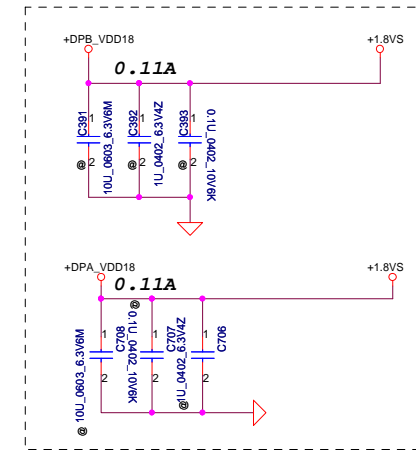 +DPB_VDD18
+1.8VS
0.11A
C391
10U_0603_6.3V6M
1
2
@
C392
1U_0402_6.3V4Z
1
2
@
C393
0.1U_0402_10V6K
1
2
@
+DPA_VDD18
+1.8VS
0.11A
C708
10U_0603_6.3V6M
1
2
@
C707
0.1U_0402_10V6K
1
2
@
C706
1U_0402_6.3V4Z
1
2
@